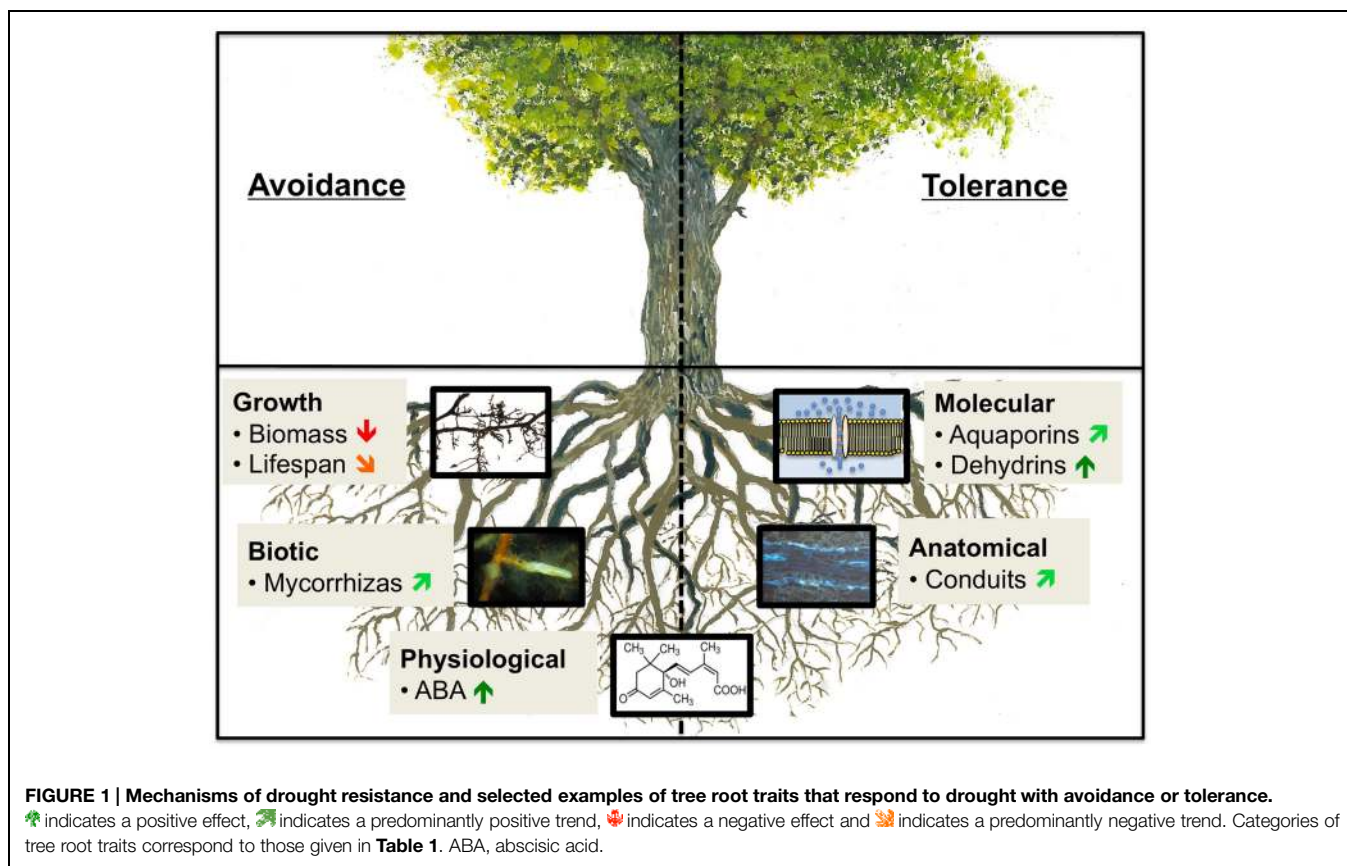 Avoidance
Tolerance
Growth
• Biomass
• Lifespan
Molecular
• Aquaporins
• Dehydrins
Biotic
• Mycorrhizas
Anatomical
• Conduits
Physiological
• ABA
CH₃ CH₃ CH₃
OH
O CH₃ COOH
FIGURE 1 | Mechanisms of drought resistance and selected examples of tree root traits that respond to drought with avoidance or tolerance.
indicates a positive effect, indicates a predominantly positive trend, indicates a negative effect and indicates a predominantly negative trend. Categories of
tree root traits correspond to those given in Table 1. ABA, abscisic acid.